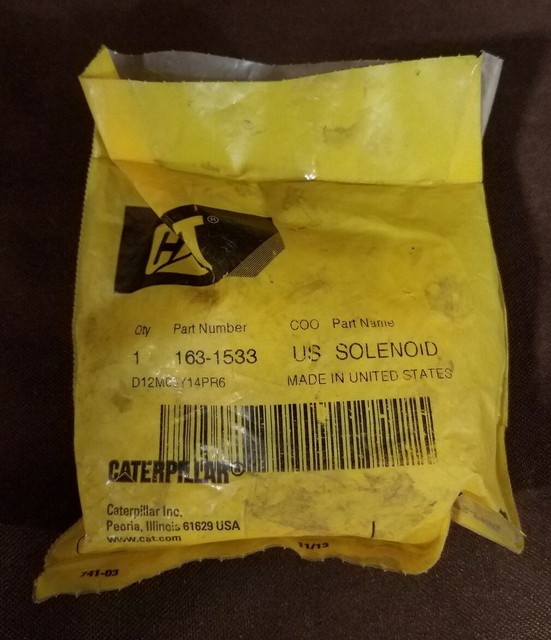 CAT®
Qty Part Number COO Part Name
1 163-1533 US SOLENOID
MADE IN UNITED STATES
CATERPILLAR®
Caterpillar Inc.
Peoria, Illinois 61629 USA
www.cat.com
11/13
741-03